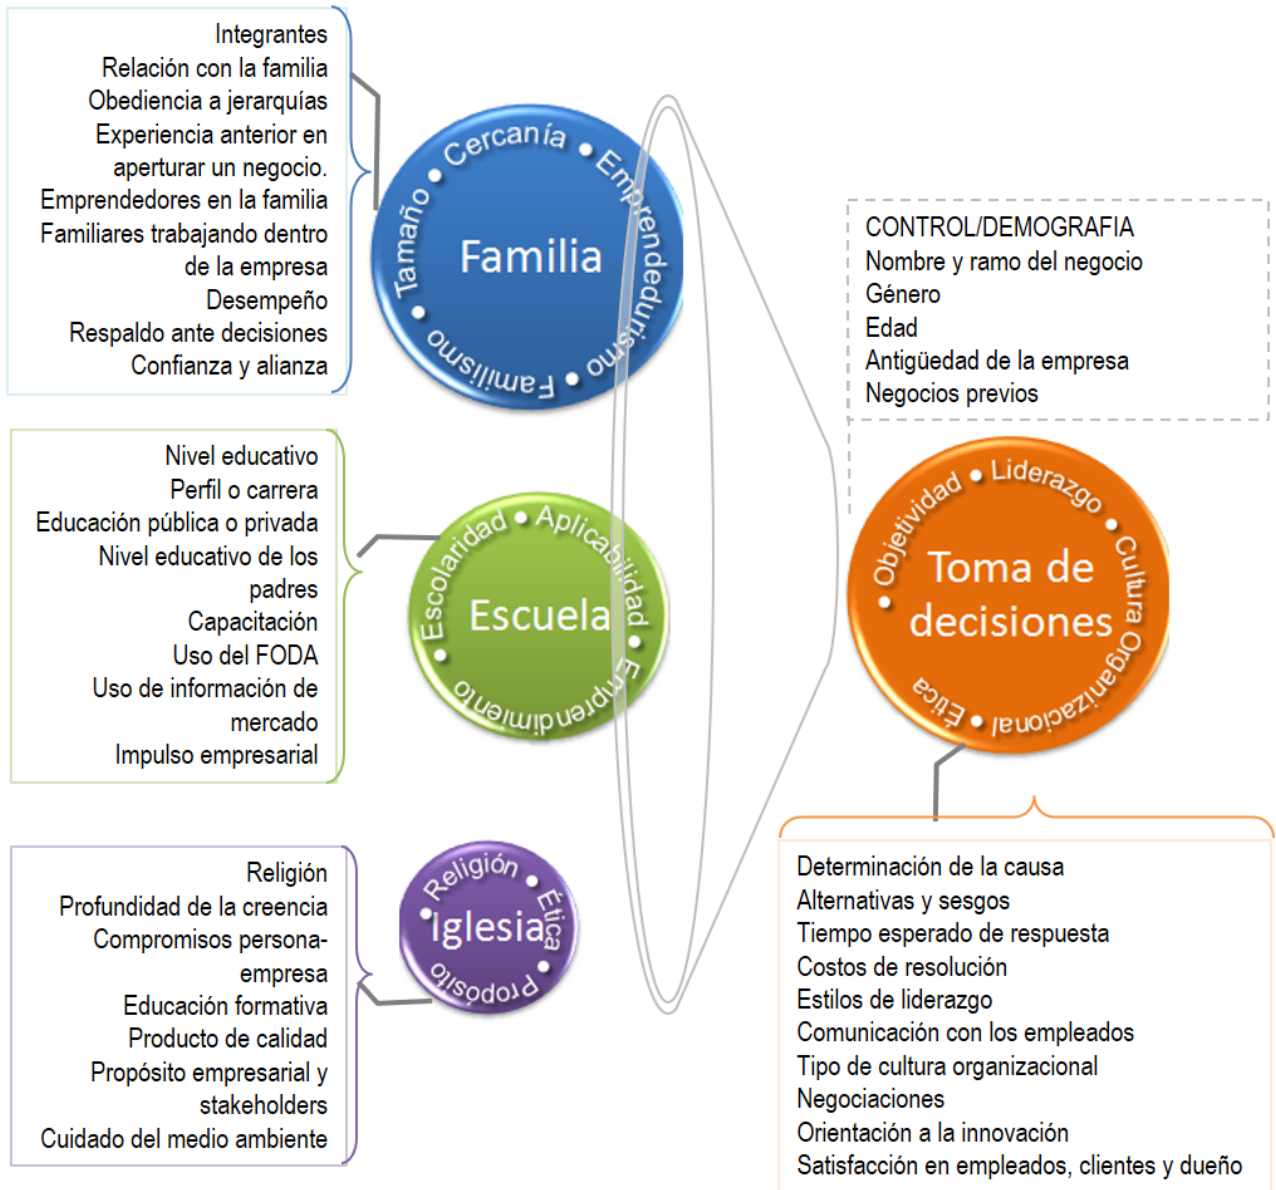 Integrantes
Relación con la familia
Obediencia a jerarquías
Experiencia anterior en
aperturar un negocio.
Emprendedores en la familia
Familiares trabajando dentro
de la empresa
Desempeño
Respaldo ante decisiones
Confianza y alianza
Familia
• Tamaño • Cercanía • Emprendedurismo • Familismo
Nivel educativo
Perfil o carrera
Educación pública o privada
Nivel educativo de los
padres
Capacitación
Uso del FODA
Uso de información de
mercado
Impulso empresarial
Escuela
• Escolaridad • Aplicabilidad • Emprendimiento
Religión
Profundidad de la creencia
Compromisos persona-
empresa
Educación formativa
Producto de calidad
Propósito empresarial y
stakeholders
Cuidado del medio ambiente
Iglesia
• Religión • Ética • Propósito
CONTROL/DEMOGRAFIA
Nombre y ramo del negocio
Género
Edad
Antigüedad de la empresa
Negocios previos
Toma de
decisiones
• Objetividad • Liderazgo • Cultura Organizacional • Ética
Determinación de la causa
Alternativas y sesgos
Tiempo esperado de respuesta
Costos de resolución
Estilos de liderazgo
Comunicación con los empleados
Tipo de cultura organizacional
Negociaciones
Orientación a la innovación
Satisfacción en empleados, clientes y dueño